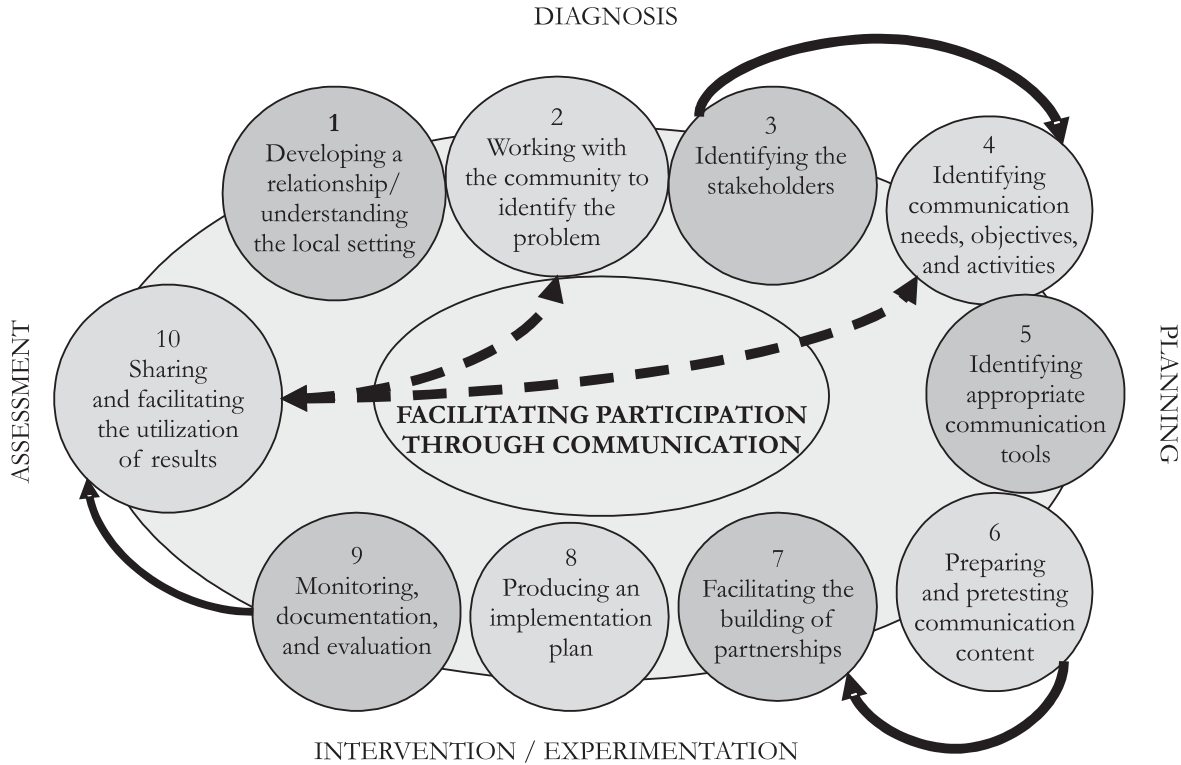 DIAGNOSIS
1
Developing a
relationship/
understanding
the local setting
2
Working with
the community to
identify the
problem
3
Identifying the
stakeholders
4
Identifying
communication
needs, objectives,
and activities
PLANNING
5
Identifying
appropriate
communication
tools
6
Preparing
and pretesting
communication
content
7
Facilitating the
building of
partnerships
8
Producing an
implementation
plan
9
Monitoring,
documentation,
and evaluation
INTERVENTION / EXPERIMENTATION
10
Sharing
and facilitating
the utilization
of results
ASSESSMENT
FACILITATING PARTICIPATION
THROUGH COMMUNICATION